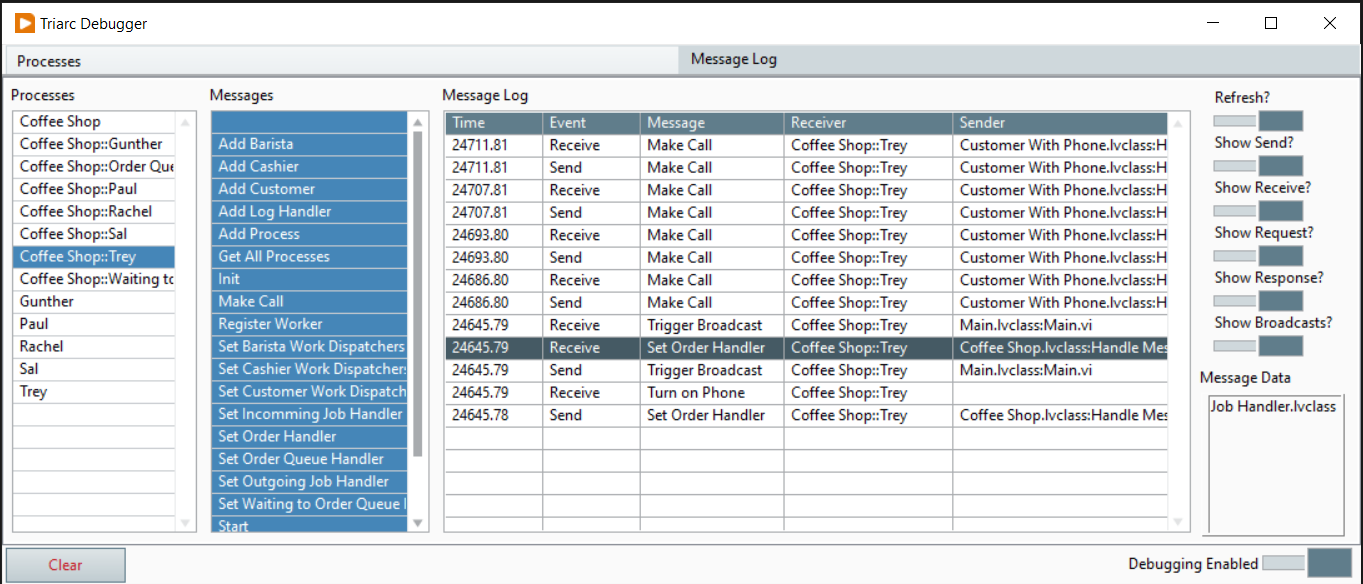 Triarc Debugger
Processes
Message Log
Processes
Coffee Shop
Coffee Shop::Gunther
Coffee Shop::Order Que
Coffee Shop::Paul
Coffee Shop::Rachel
Coffee Shop::Sal
Coffee Shop::Trey
Coffee Shop::Waiting to
Gunther
Paul
Rachel
Sal
Trey
Messages
Add Barista
Add Cashier
Add Customer
Add Log Handler
Add Process
Get All Processes
Init
Make Call
Register Worker
Set Barista Work Dispatchers
Set Cashier Work Dispatchers
Set Customer Work Dispatch
Set Incomming Job Handler
Set Order Handler
Set Order Queue Handler
Set Outgoing Job Handler
Set Waiting to Order Queue
Start
Message Log
Time Event Message Receiver Sender
24711.81 Receive Make Call Coffee Shop::Trey Customer With Phone.lvclass:H
24711.81 Send Make Call Coffee Shop::Trey Customer With Phone.lvclass:H
24707.81 Receive Make Call Coffee Shop::Trey Customer With Phone.lvclass:H
24707.81 Send Make Call Coffee Shop::Trey Customer With Phone.lvclass:H
24693.80 Receive Make Call Coffee Shop::Trey Customer With Phone.lvclass:H
24693.80 Send Make Call Coffee Shop::Trey Customer With Phone.lvclass:H
24686.80 Receive Make Call Coffee Shop::Trey Customer With Phone.lvclass:H
24686.80 Send Make Call Coffee Shop::Trey Customer With Phone.lvclass:H
24645.79 Receive Trigger Broadcast Coffee Shop::Trey Main.lvclass:Main.vi
24645.79 Receive Set Order Handler Coffee Shop::Trey Coffee Shop.lvclass:Handle Mes
24645.79 Send Trigger Broadcast Coffee Shop::Trey Main.lvclass:Main.vi
24645.79 Receive Turn on Phone Coffee Shop::Trey
24645.78 Send Set Order Handler Coffee Shop::Trey Coffee Shop.lvclass:Handle Mes
Refresh?
Show Send?
Show Receive?
Show Request?
Show Response?
Show Broadcasts?
Message Data
Job Handler.lvclass
Clear
Debugging Enabled